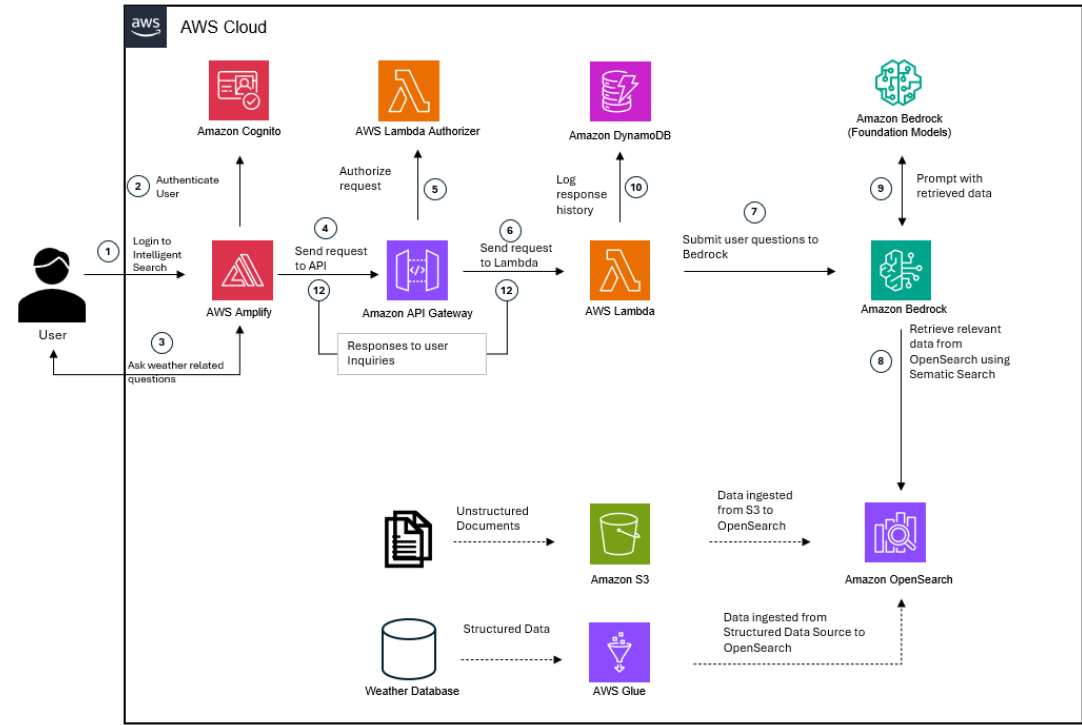 aws
AWS Cloud
Amazon Cognito
AWS Lambda Authorizer
Amazon DynamoDB
Amazon Bedrock
(Foundation Models)
2
Authenticate
User
Authorize
request
5
Log
response
history
10
9
Prompt with
retrieved data
1
Login to
Intelligent
Search
4
Send request
to API
6
Send request
to Lambda
7
Submit user questions to
Bedrock
12
12
User
AWS Amplify
Amazon API Gateway
AWS Lambda
Amazon Bedrock
3
Ask weather related
questions
Responses to user
Inquiries
8
Retrieve relevant
data from
OpenSearch using
Sematic Search
Unstructured
Documents
Data ingested
from S3 to
OpenSearch
Amazon S3
Amazon OpenSearch
Structured Data
Data ingested from
Structured Data Source to
OpenSearch
Weather Database
AWS Glue